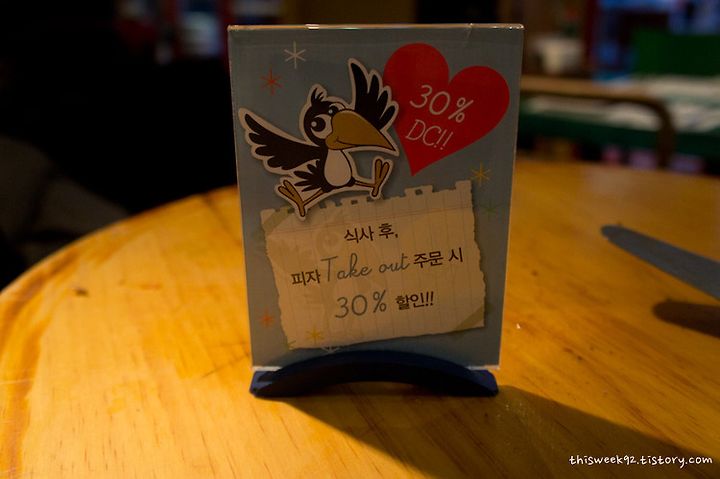 30%
DC!!
식사 후,
피자 Take out 주문 시
30% 할인!!
thisweek92.tistory.com